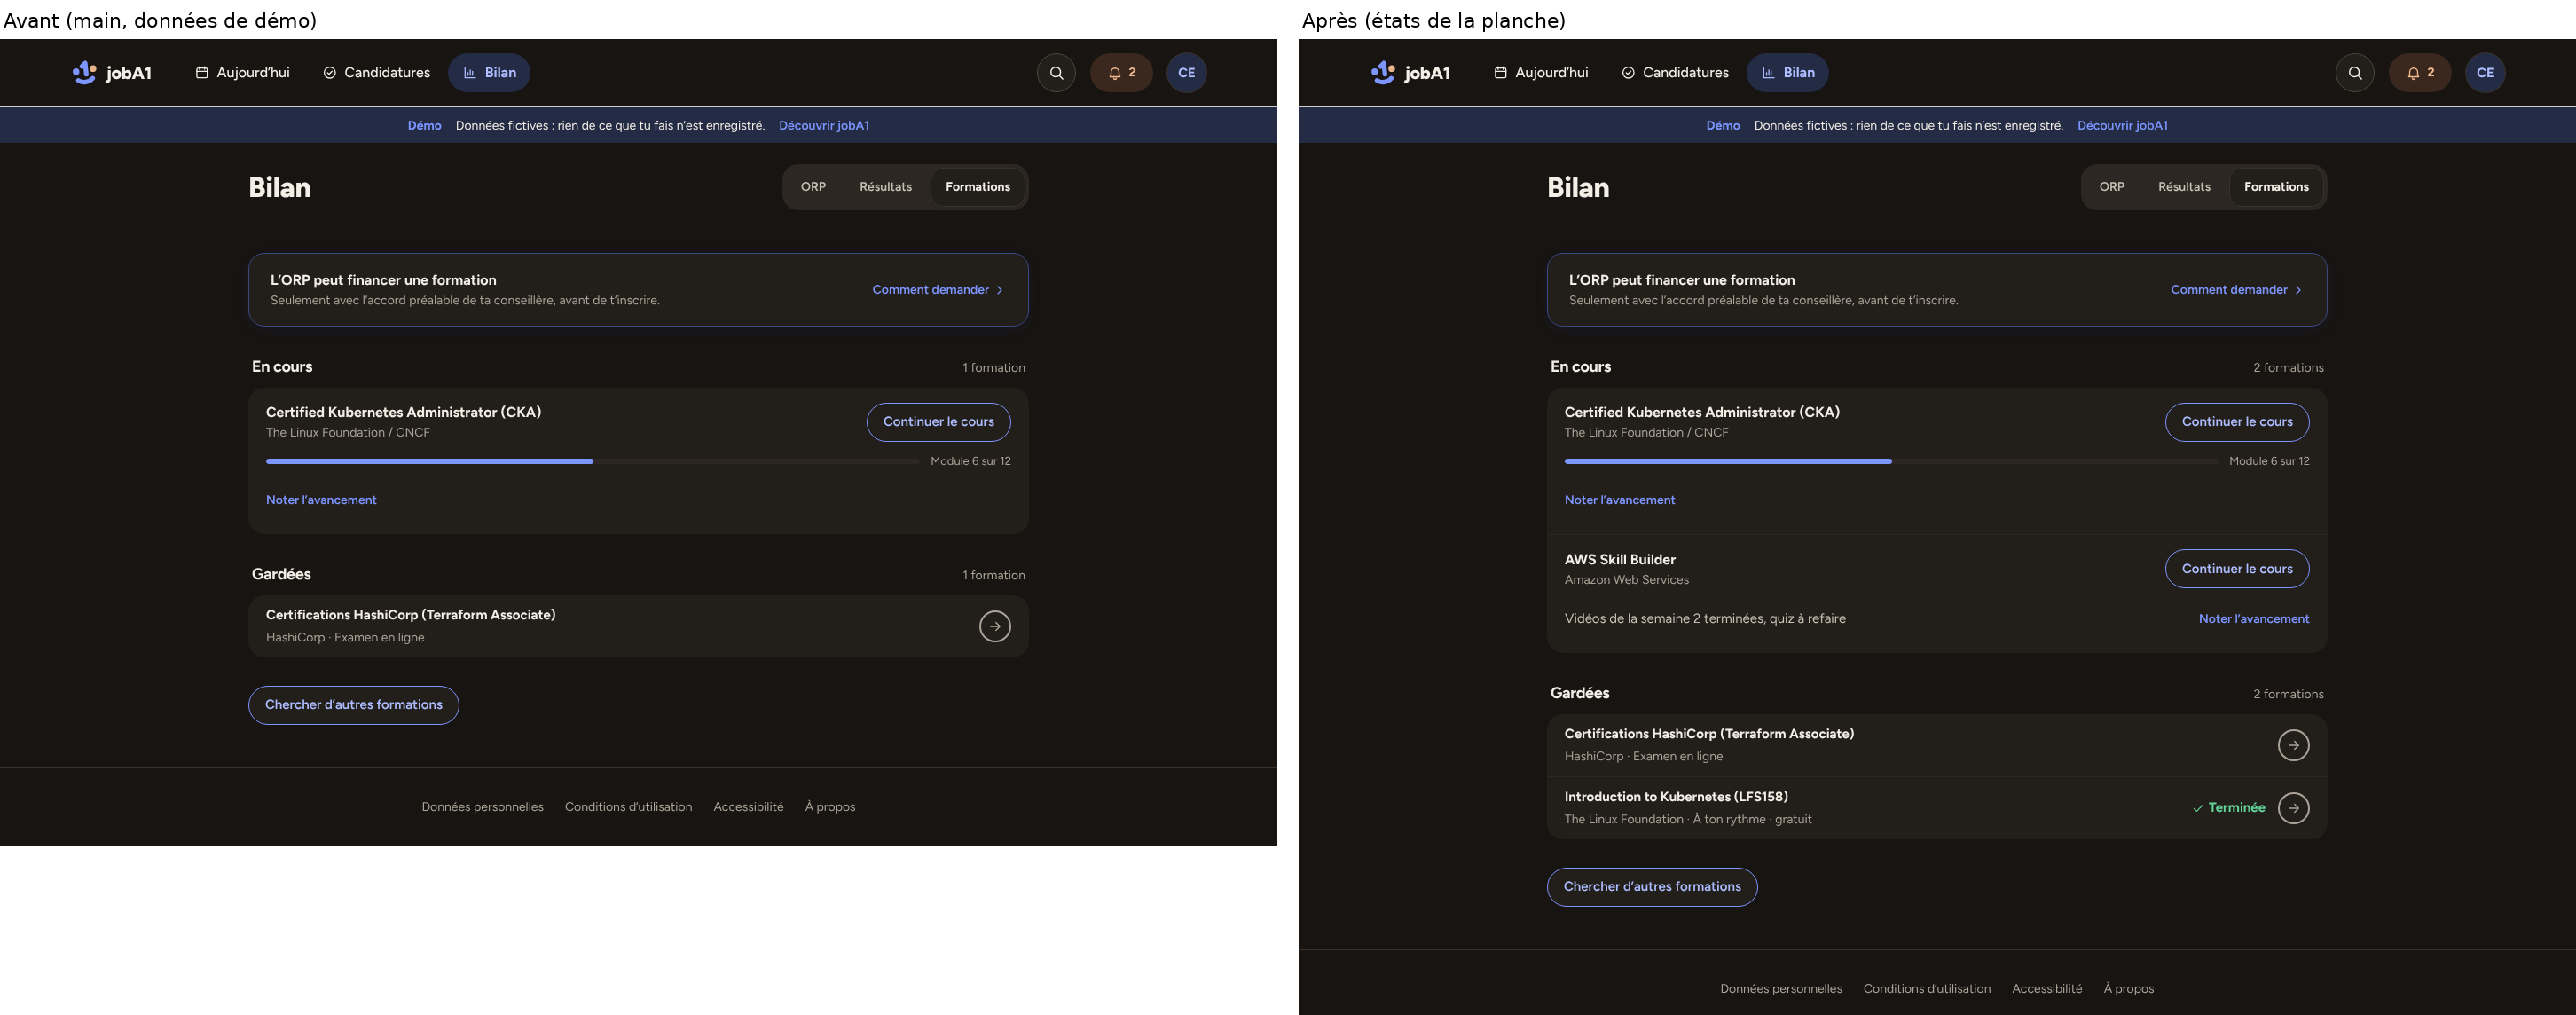 Avant (main, données de démo)
jobA1
Aujourd'hui
Candidatures
Bilan
2
CE
Démo Données fictives : rien de ce que tu fais n'est enregistré. Découvrir jobA1
Bilan
ORP
Résultats
Formations
L'ORP peut financer une formation
Seulement avec l'accord préalable de ta conseillère, avant de t'inscrire.
Comment demander
En cours
1 formation
Certified Kubernetes Administrator (CKA)
The Linux Foundation / CNCF
Continuer le cours
Module 6 sur 12
Noter l'avancement
Gardées
1 formation
Certifications HashiCorp (Terraform Associate)
HashiCorp · Examen en ligne
Chercher d'autres formations
Données personnelles
Conditions d'utilisation
Accessibilité
À propos
Après (états de la planche)
jobA1
Aujourd'hui
Candidatures
Bilan
2
CE
Démo Données fictives : rien de ce que tu fais n'est enregistré. Découvrir jobA1
Bilan
ORP
Résultats
Formations
L'ORP peut financer une formation
Seulement avec l'accord préalable de ta conseillère, avant de t'inscrire.
Comment demander
En cours
2 formations
Certified Kubernetes Administrator (CKA)
The Linux Foundation / CNCF
Continuer le cours
Module 6 sur 12
Noter l'avancement
AWS Skill Builder
Amazon Web Services
Continuer le cours
Vidéos de la semaine 2 terminées, quiz à refaire
Noter l'avancement
Gardées
2 formations
Certifications HashiCorp (Terraform Associate)
HashiCorp · Examen en ligne
Introduction to Kubernetes (LFS158)
The Linux Foundation · À ton rythme · gratuit
Terminée
Chercher d'autres formations
Données personnelles
Conditions d'utilisation
Accessibilité
À propos